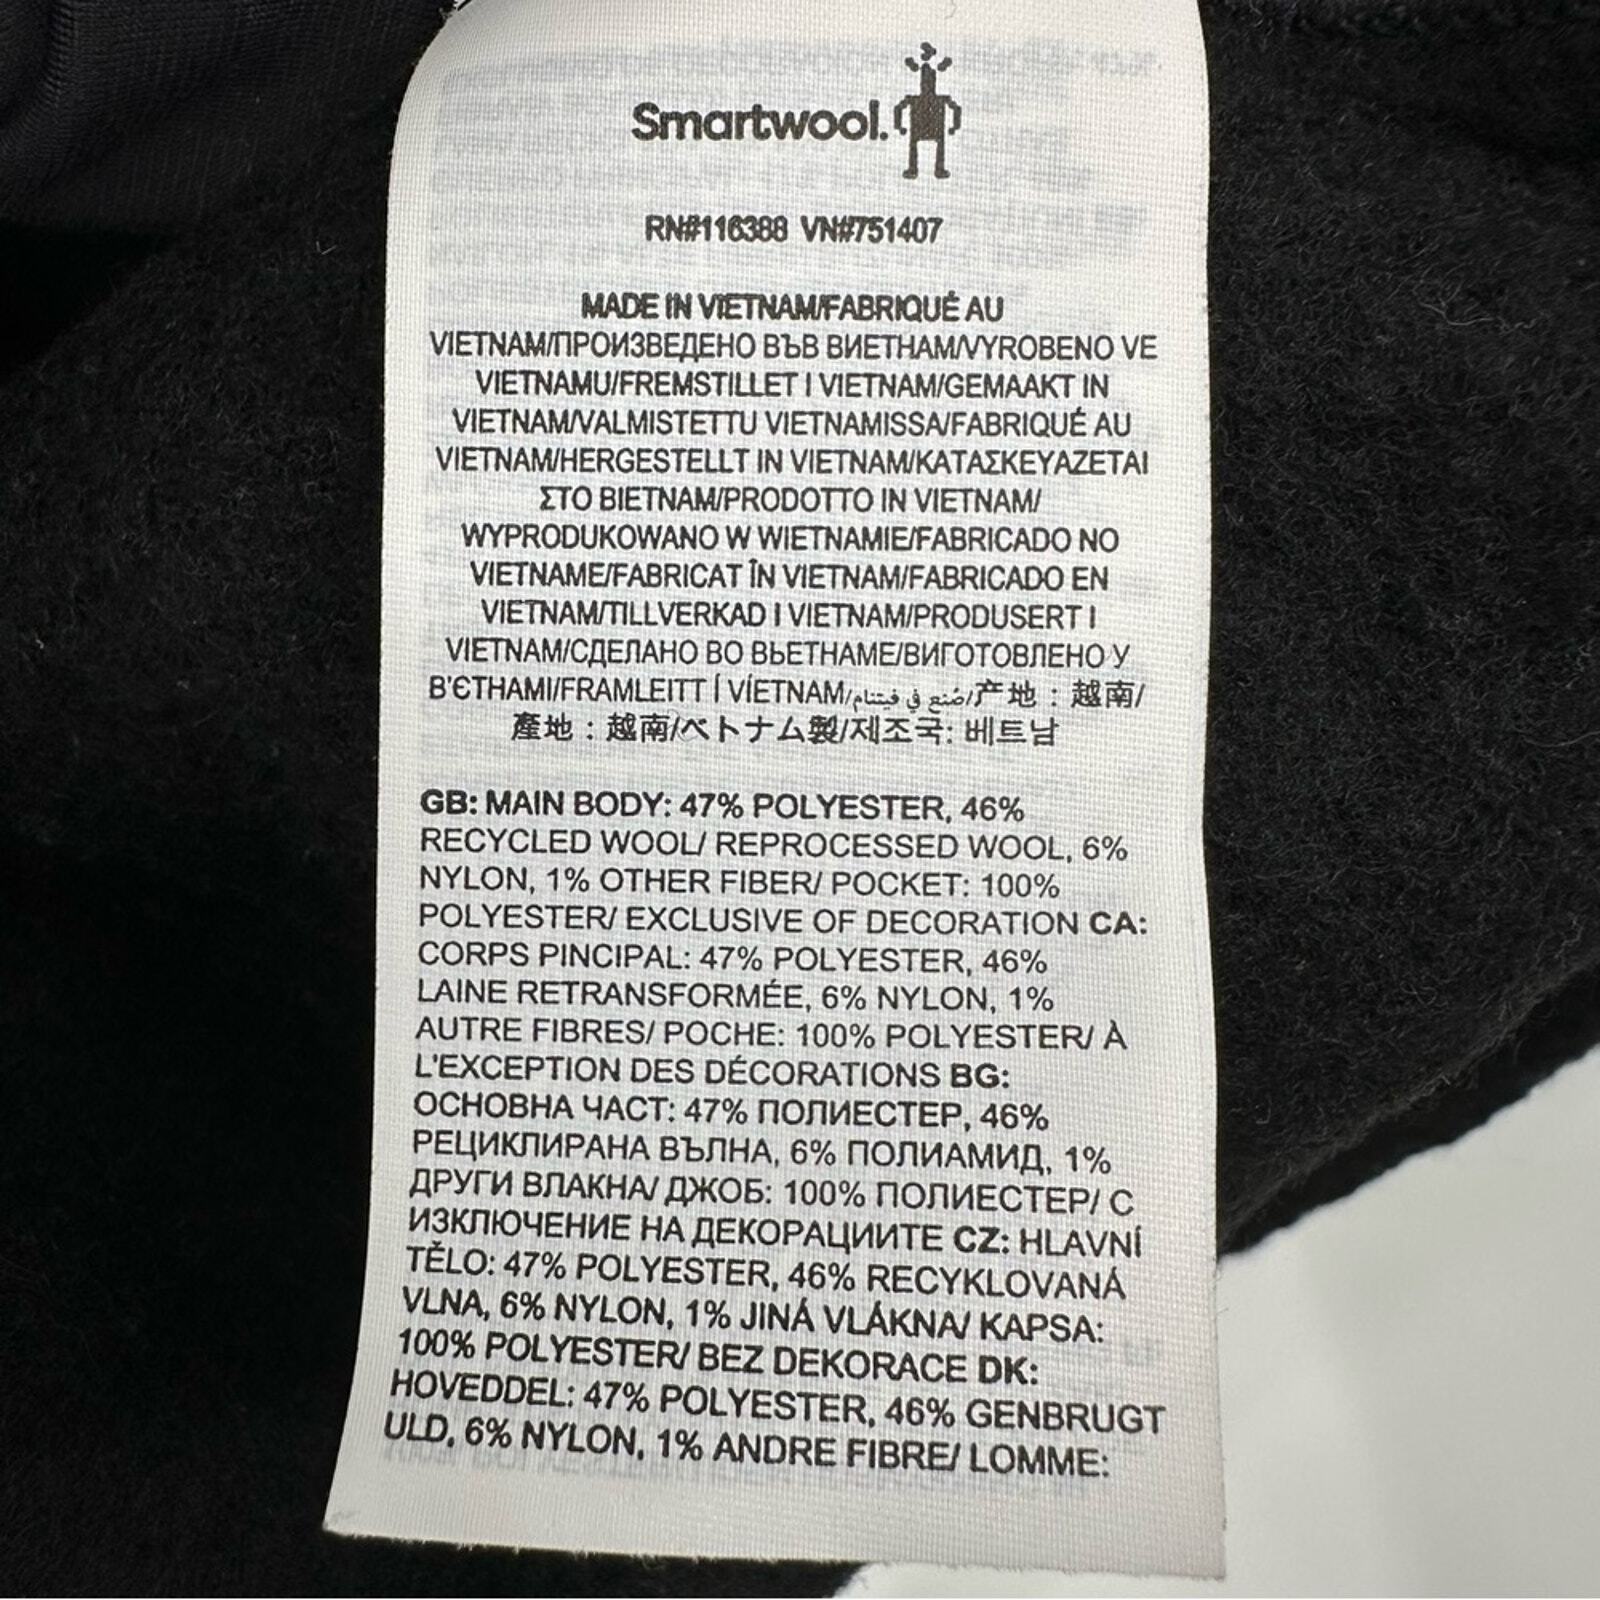 Smartwool.
RN#116388 VN#751407
MADE IN VIETNAM/FABRIQUÉ AU
VIETNAM/ПРОИЗВЕДЕНО ВЪВ ВИЕТНАМ/VYROBENO VE
VIETNAMU/FREMSTILLET I VIETNAM/GEMAAKT IN
VIETNAM/VALMISTETTU VIETNAMISSA/FABRIQUÉ AU
VIETNAM/HERGESTELLT IN VIETNAM/ΚΑΤΑΣΚΕΥΑΖΕΤΑΙ
ΣΤΟ ΒΙΕΤΝΑΜ/PRODOTTO IN VIETNAM/
WYPRODUKOWANO W WIETNAMIE/FABRICADO NO
VIETNAME/FABRICAT ÎN VIETNAM/FABRICADO EN
VIETNAM/TILLVERKAD I VIETNAM/PRODUSERT I
VIETNAM/СДЕЛАНО ВО ВЬЕТНАМЕ/ВИГОТОВЛЕНО У
В'ЄТНАМІ/FRAMLEITT Í VÍETNAM/صُنع في فيتنام/产地：越南/
產地：越南/ベトナム製/제조국: 베트남
GB: MAIN BODY: 47% POLYESTER, 46%
RECYCLED WOOL/ REPROCESSED WOOL, 6%
NYLON, 1% OTHER FIBER/ POCKET: 100%
POLYESTER/ EXCLUSIVE OF DECORATION CA:
CORPS PINCIPAL: 47% POLYESTER, 46%
LAINE RETRANSFORMÉE, 6% NYLON, 1%
AUTRE FIBRES/ POCHE: 100% POLYESTER/ À
L'EXCEPTION DES DÉCORATIONS BG:
ОСНОВНА ЧАСТ: 47% ПОЛИЕСТЕР, 46%
РЕЦИКЛИРАНА ВЪЛНА, 6% ПОЛИАМИД, 1%
ДРУГИ ВЛАКНА/ ДЖОБ: 100% ПОЛИЕСТЕР/ С
ИЗКЛЮЧЕНИЕ НА ДЕКОРАЦИИТЕ CZ: HLAVNÍ
TĚLO: 47% POLYESTER, 46% RECYKLOVANÁ
VLNA, 6% NYLON, 1% JINÁ VLÁKNA/ KAPSA:
100% POLYESTER/ BEZ DEKORACE DK:
HOVEDDEL: 47% POLYESTER, 46% GENBRUGT
ULD, 6% NYLON, 1% ANDRE FIBRE/ LOMME: